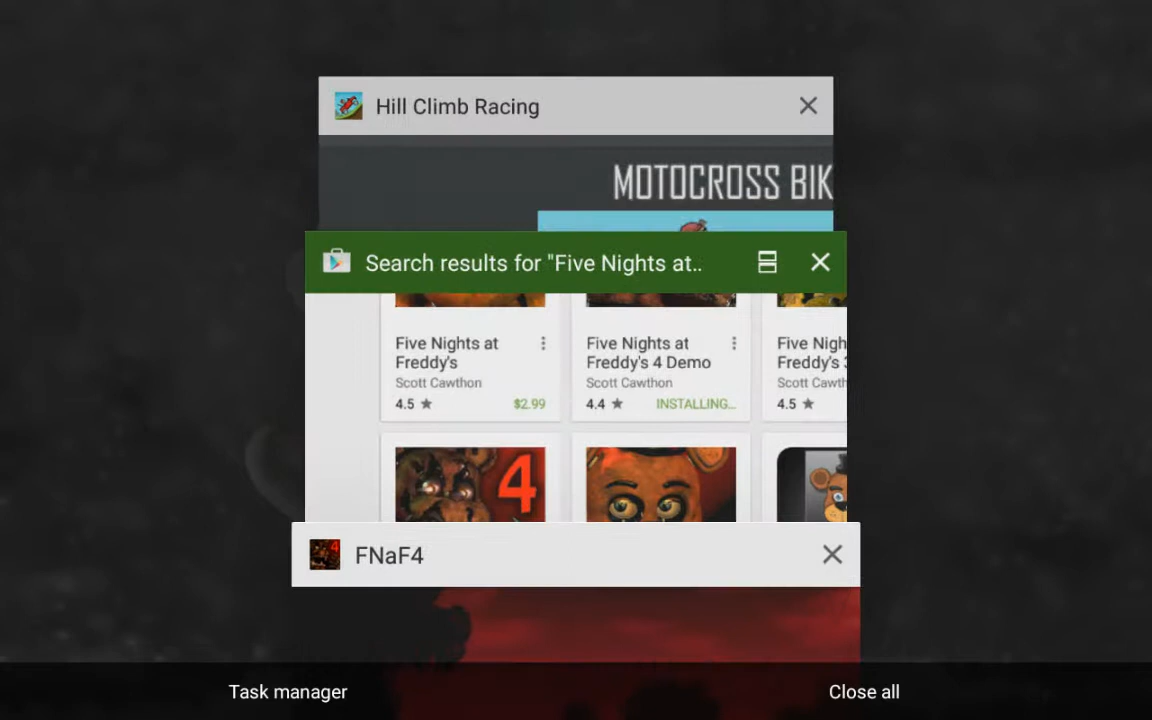 Hill Climb Racing
MOTOCROSS BIK
Search results for "Five Nights at..
Five Nights at
Freddy's
Scott Cawthon
4.5 ★ $2.99
Five Nights at
Freddy's 4 Demo
Scott Cawthon
4.4 ★ INSTALLING...
Five Nigh
Freddy's 3
Scott Cawth
4.5 ★
4
FNaF4
Task manager
Close all